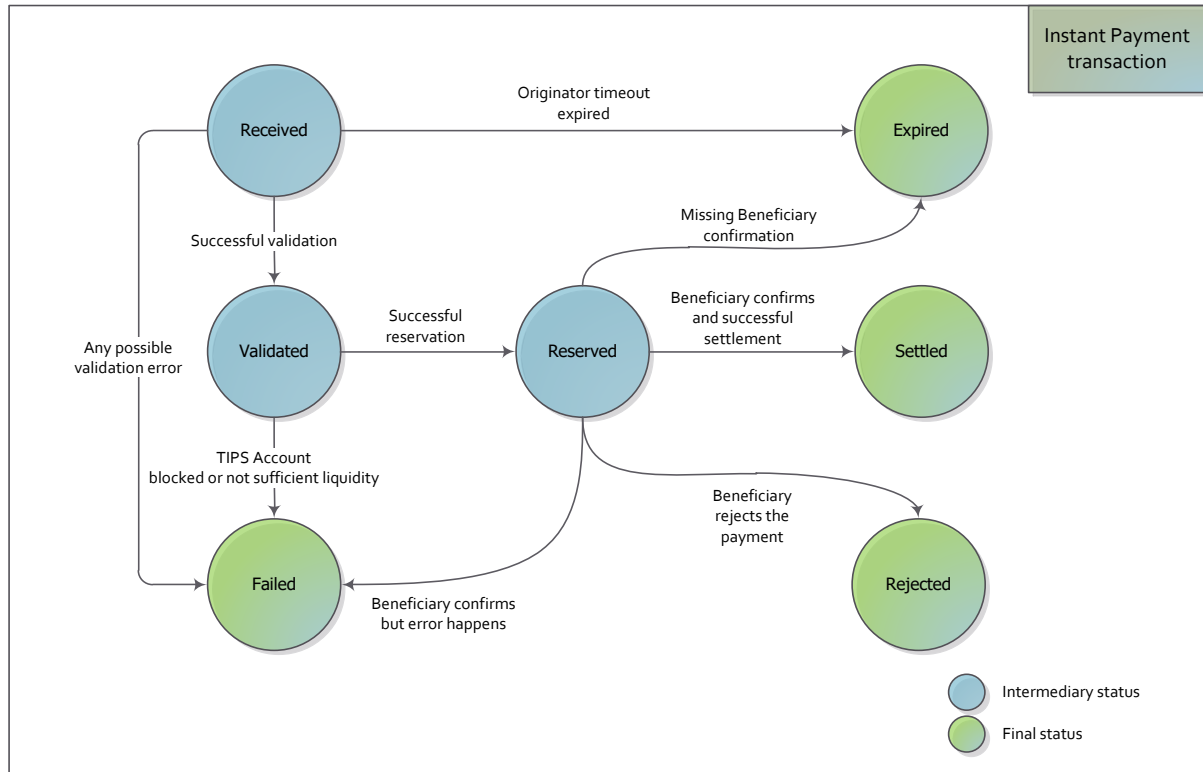 Instant Payment
transaction
Received
Originator timeout
expired
Expired
Successful validation
Missing Beneficiary
confirmation
Any possible
validation error
Validated
Successful
reservation
Reserved
Beneficiary confirms
and successful
settlement
Settled
TIPS Account
blocked or not sufficient liquidity
Beneficiary
rejects the
payment
Failed
Beneficiary confirms
but error happens
Rejected
Intermediary status
Final status